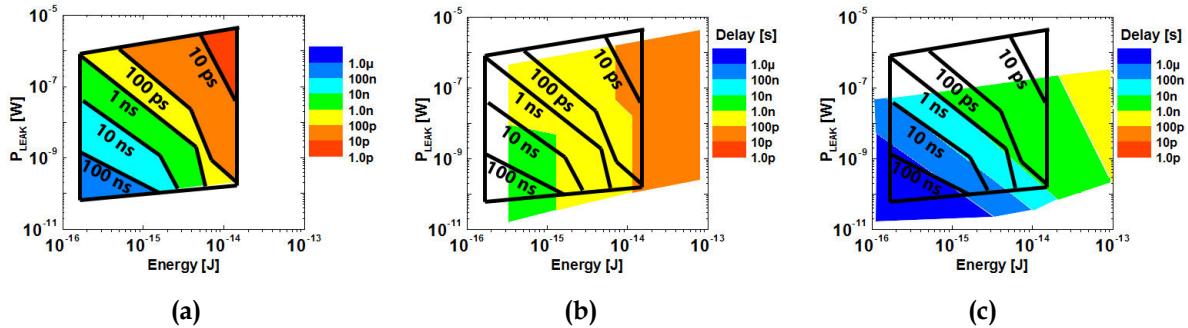 10⁻⁵
10⁻⁷
10⁻⁹
10⁻¹¹
P_LEAK [W]
10 ps
100 ps
1 ns
10 ns
100 ns
1.0µ
100n
10n
1.0n
100p
10p
1.0p
10⁻¹⁶ 10⁻¹⁵ 10⁻¹⁴ 10⁻¹³
Energy [J]
(a)
10⁻⁵
10⁻⁷
10⁻⁹
10⁻¹¹
P_LEAK [W]
10 ps
100 ps
1 ns
10 ns
100 ns
Delay [s]
1.0µ
100n
10n
1.0n
100p
10p
1.0p
10⁻¹⁶ 10⁻¹⁵ 10⁻¹⁴ 10⁻¹³
Energy [J]
(b)
10⁻⁵
10⁻⁷
10⁻⁹
10⁻¹¹
P_LEAK [W]
10 ps
100 ps
1 ns
10 ns
100 ns
Delay [s]
1.0µ
100n
10n
1.0n
100p
10p
1.0p
10⁻¹⁶ 10⁻¹⁵ 10⁻¹⁴ 10⁻¹³
Energy [J]
(c)